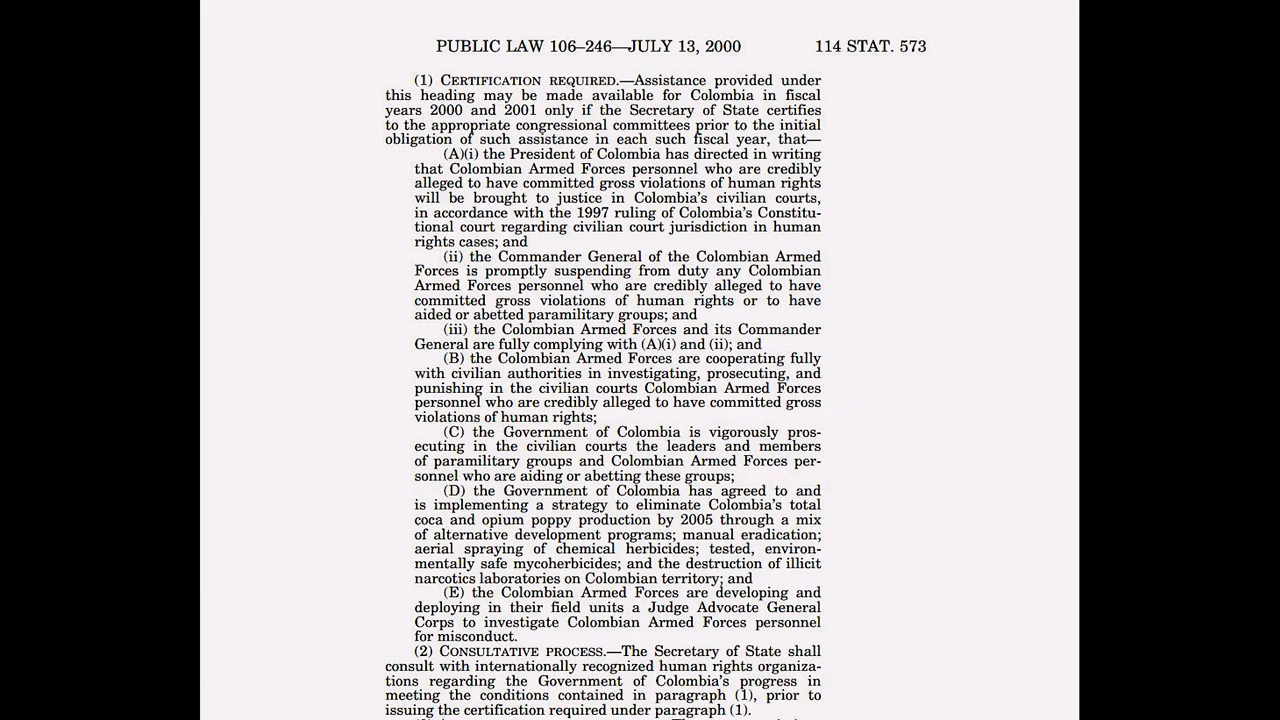 PUBLIC LAW 106–246—JULY 13, 2000 114 STAT. 573
(1) CERTIFICATION REQUIRED.—Assistance provided under
this heading may be made available for Colombia in fiscal
years 2000 and 2001 only if the Secretary of State certifies
to the appropriate congressional committees prior to the initial
obligation of such assistance in each such fiscal year, that—
(A)(i) the President of Colombia has directed in writing
that Colombian Armed Forces personnel who are credibly
alleged to have committed gross violations of human rights
will be brought to justice in Colombia's civilian courts,
in accordance with the 1997 ruling of Colombia's Constitu-
tional court regarding civilian court jurisdiction in human
rights cases; and
(ii) the Commander General of the Colombian Armed
Forces is promptly suspending from duty any Colombian
Armed Forces personnel who are credibly alleged to have
committed gross violations of human rights or to have
aided or abetted paramilitary groups; and
(iii) the Colombian Armed Forces and its Commander
General are fully complying with (A)(i) and (ii); and
(B) the Colombian Armed Forces are cooperating fully
with civilian authorities in investigating, prosecuting, and
punishing in the civilian courts Colombian Armed Forces
personnel who are credibly alleged to have committed gross
violations of human rights;
(C) the Government of Colombia is vigorously pros-
ecuting in the civilian courts the leaders and members
of paramilitary groups and Colombian Armed Forces per-
sonnel who are aiding or abetting these groups;
(D) the Government of Colombia has agreed to and
is implementing a strategy to eliminate Colombia's total
coca and opium poppy production by 2005 through a mix
of alternative development programs; manual eradication;
aerial spraying of chemical herbicides; tested, environ-
mentally safe mycoherbicides; and the destruction of illicit
narcotics laboratories on Colombian territory; and
(E) the Colombian Armed Forces are developing and
deploying in their field units a Judge Advocate General
Corps to investigate Colombian Armed Forces personnel
for misconduct.
(2) CONSULTATIVE PROCESS.—The Secretary of State shall
consult with internationally recognized human rights organiza-
tions regarding the Government of Colombia's progress in
meeting the conditions contained in paragraph (1), prior to
issuing the certification required under paragraph (1).